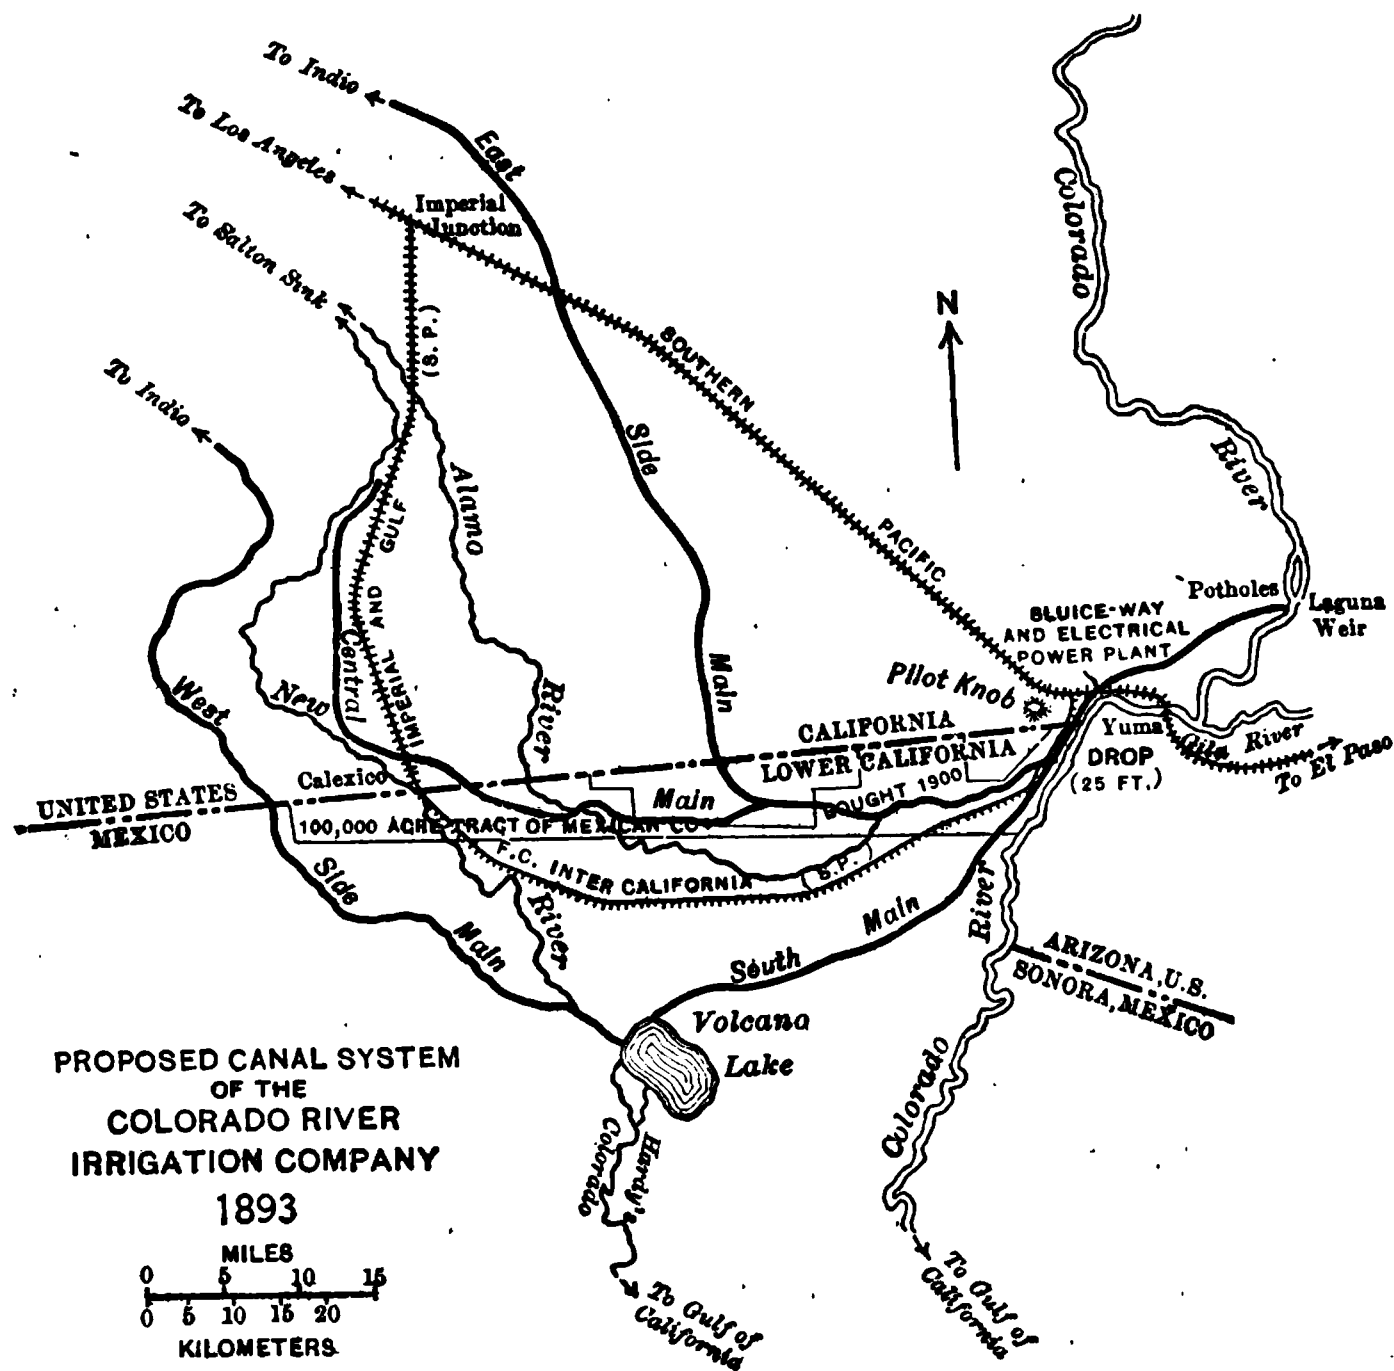 To Indio
To Los Angeles
To Salton Sink
To Indio
East
Side
Main
Imperial
Junction
(S. P.)
SOUTHERN
PACIFIC
N
Colorado
River
Potholes
Laguna
Weir
SLUICE-WAY
AND ELECTRICAL
POWER PLANT
Pilot Knob
Yuma
DROP
(25 FT.)
Gila River
To El Paso
Alamo
River
IMPERIAL AND
GULF
Central
Main
New
River
West
Side
Main
Calexico
CALIFORNIA
LOWER CALIFORNIA
UNITED STATES
MEXICO
BOUGHT 1900
100,000 ACRE TRACT OF MEXICAN CO
F.C. INTER CALIFORNIA
(S.P.)
South Main
River
ARIZONA, U.S.
SONORA, MEXICO
Volcano
Lake
Colorado
Hardy's
Colorado
To Gulf of
California
To Gulf of
California
PROPOSED CANAL SYSTEM
OF THE
COLORADO RIVER
IRRIGATION COMPANY
1893
MILES
0 5 10 15
0 5 10 15 20
KILOMETERS